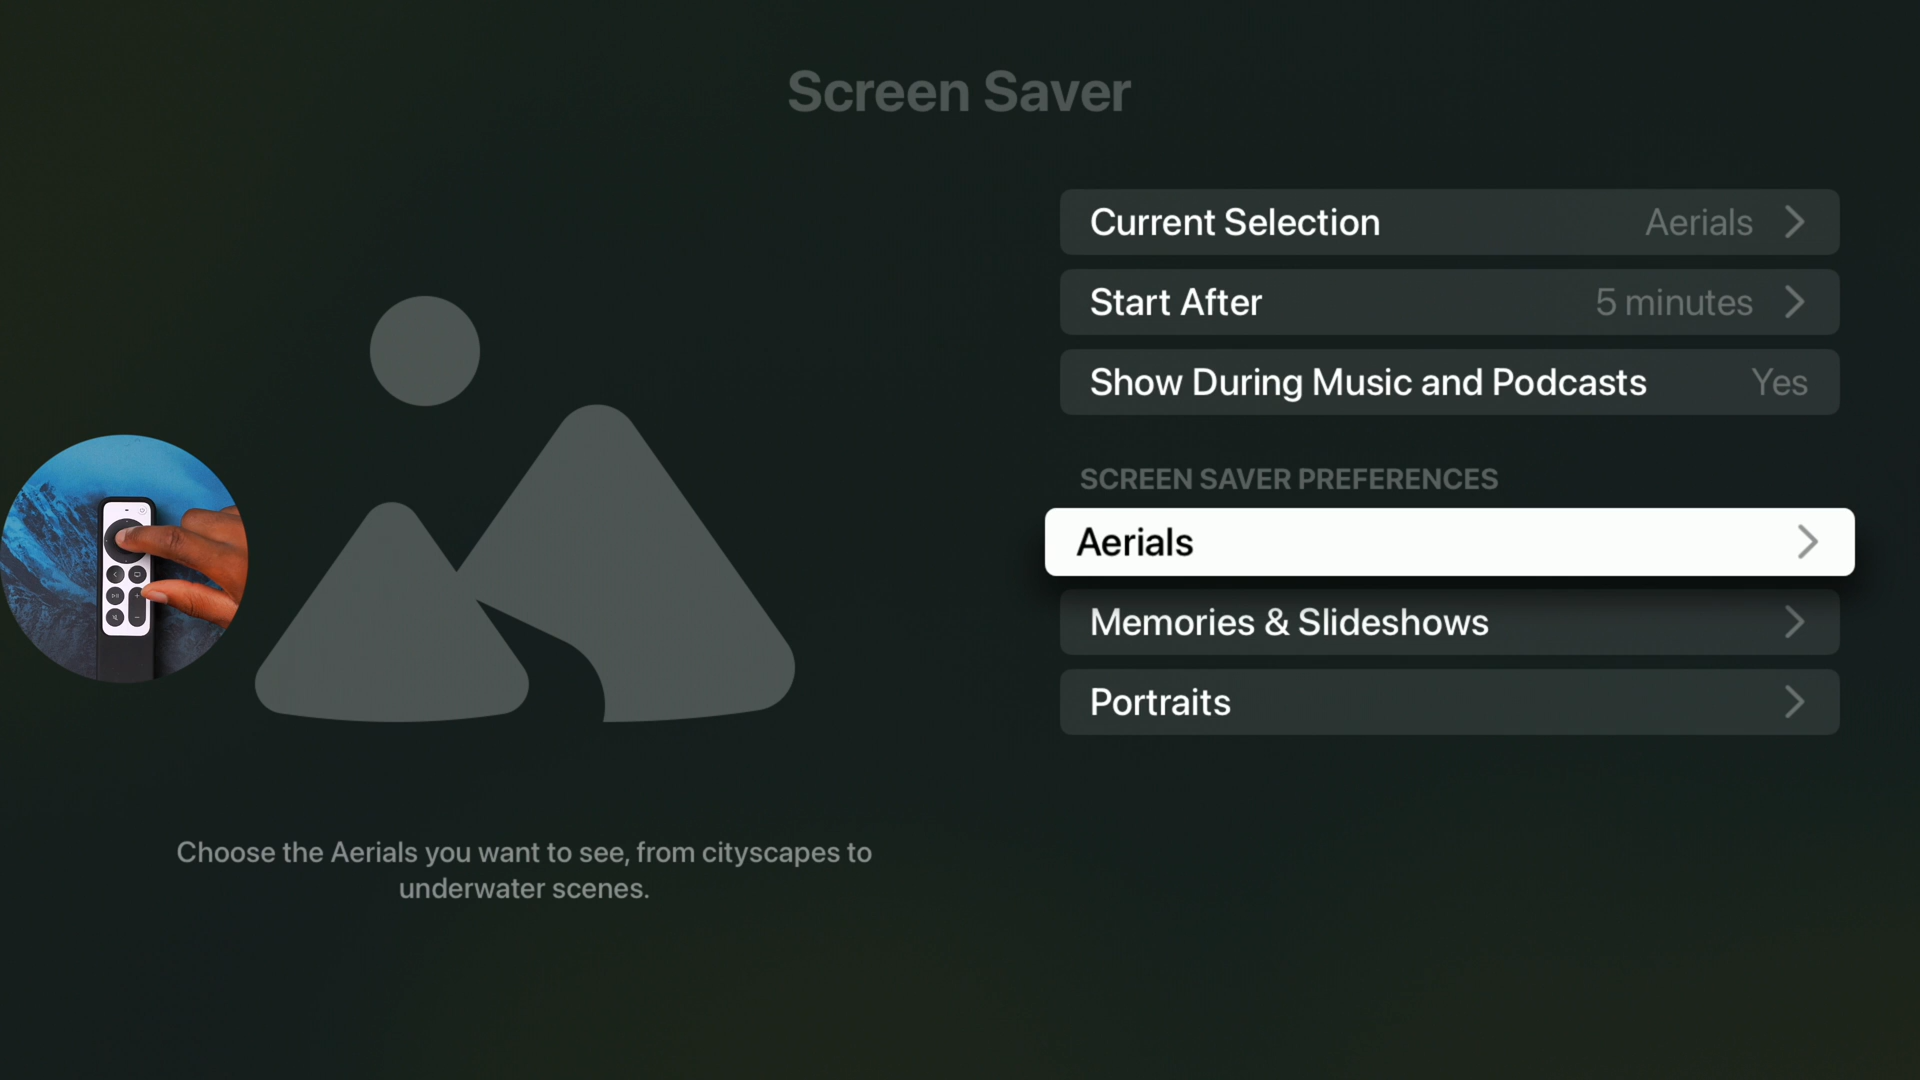 Screen Saver
Current Selection Aerials
Start After 5 minutes
Show During Music and Podcasts Yes
SCREEN SAVER PREFERENCES
Aerials
Memories & Slideshows
Portraits
Choose the Aerials you want to see, from cityscapes to
underwater scenes.